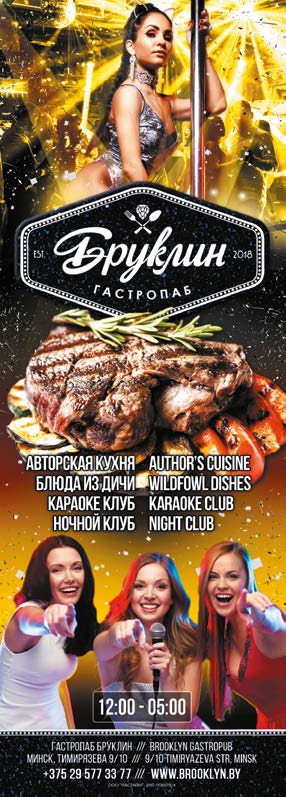 EST. Бруклин 2018
ГАСТРОПАБ
АВТОРСКАЯ КУХНЯ AUTHOR'S CUISINE
БЛЮДА ИЗ ДИЧИ WILDFOWL DISHES
КАРАОКЕ КЛУБ KARAOKE CLUB
НОЧНОЙ КЛУБ NIGHT CLUB
12:00 - 05:00
ГАСТРОПАБ БРУКЛИН /// BROOKLYN GASTROPUB
МИНСК, ТИМИРЯЗЕВА 9/10 /// 9/10 TIMIRYAZEVA STR, MINSK
+375 29 577 33 77 // WWW.BROOKLYN.BY